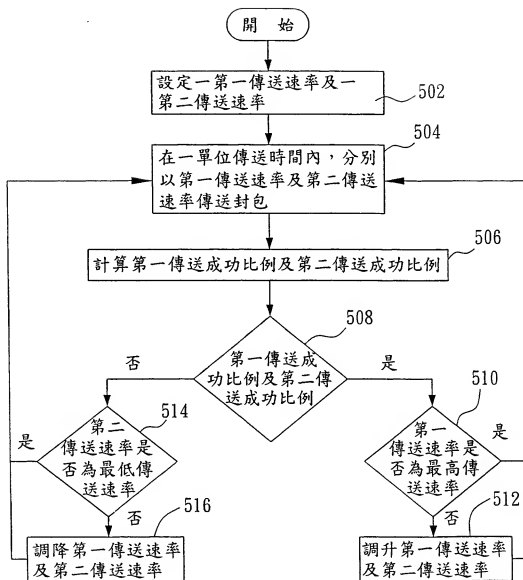 開 始
設定一第一傳送速率及一
第二傳送速率
502
504
在一單位傳送時間內，分別
以第一傳送速率及第二傳送
速率傳送封包
506
計算第一傳送成功比例及第二傳送成功比例
508
第一傳送成
功比例及第二傳
送成功比例
否
是
514
第二
傳送速率是
否為最低傳
送速率
是
否
510
第一
傳送速率是
否為最高傳
送速率
是
否
516
調降第一傳送速率
及第二傳送速率
512
調升第一傳送速率
及第二傳送速率